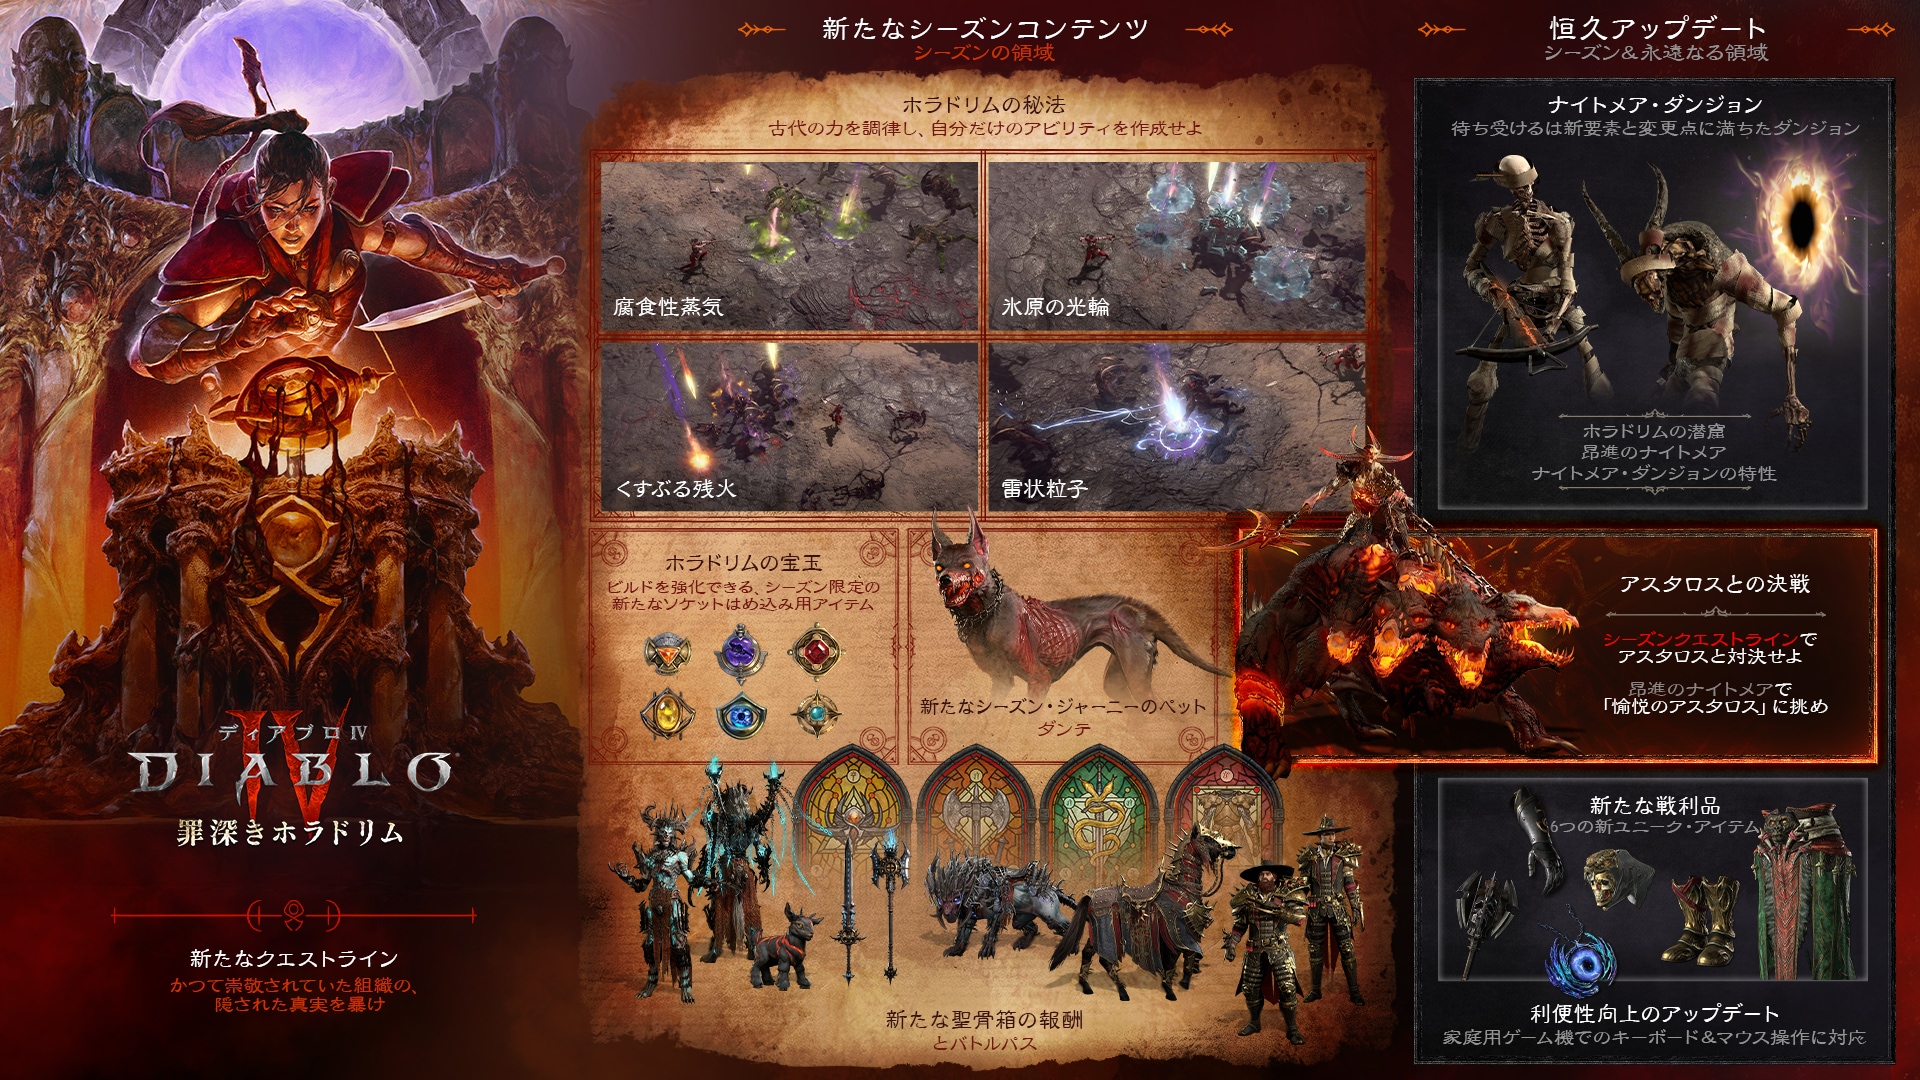 ディアブロ IV
DIABLO
IV
罪深きホラドリム
新たなクエストライン
かつて崇敬されていた組織の、
隠された真実を暴け
新たなシーズンコンテンツ
シーズンの領域
ホラドリムの秘法
古代の力を調律し、自分だけのアビリティを作成せよ
腐食性蒸気
氷原の光輪
くすぶる残火
雷状粒子
ホラドリムの宝玉
ビルドを強化できる、シーズン限定の
新たなソケットはめ込み用アイテム
新たなシーズン・ジャーニーのペット
ダンテ
新たな聖骨箱の報酬
とバトルパス
恒久アップデート
シーズン&永遠なる領域
ナイトメア・ダンジョン
待ち受けるは新要素と変更点に満ちたダンジョン
ホラドリムの潜窟
昂進のナイトメア
ナイトメア・ダンジョンの特性
アスタロスとの決戦
シーズンクエストラインで
アスタロスと対決せよ
昂進のナイトメアで
「愉悦のアスタロス」に挑め
新たな戦利品
6つの新ユニーク・アイテム
利便性向上のアップデート
家庭用ゲーム機でのキーボード&マウス操作に対応